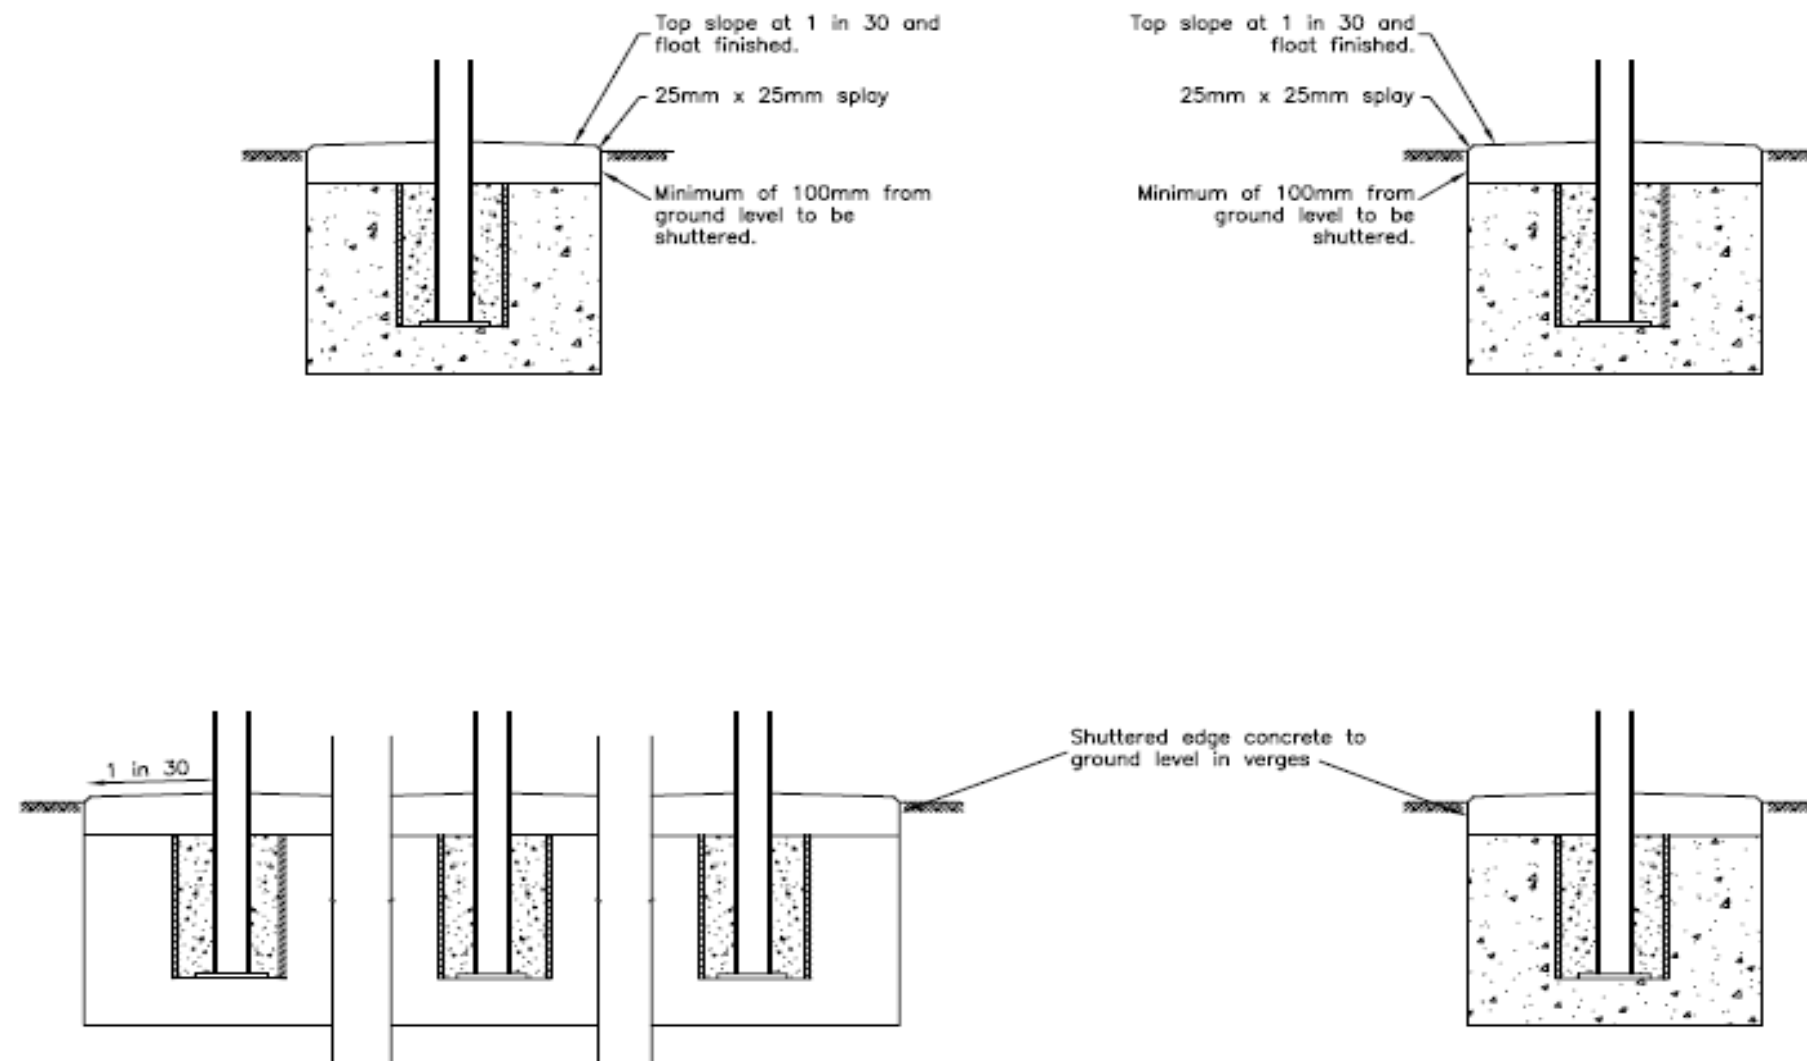 Top slope at 1 in 30 and
float finished.
25mm x 25mm splay
Minimum of 100mm from
ground level to be
shuttered.
Top slope at 1 in 30 and
float finished.
25mm x 25mm splay
Minimum of 100mm from
ground level to be
shuttered.
1 in 30
Shuttered edge concrete to
ground level in verges